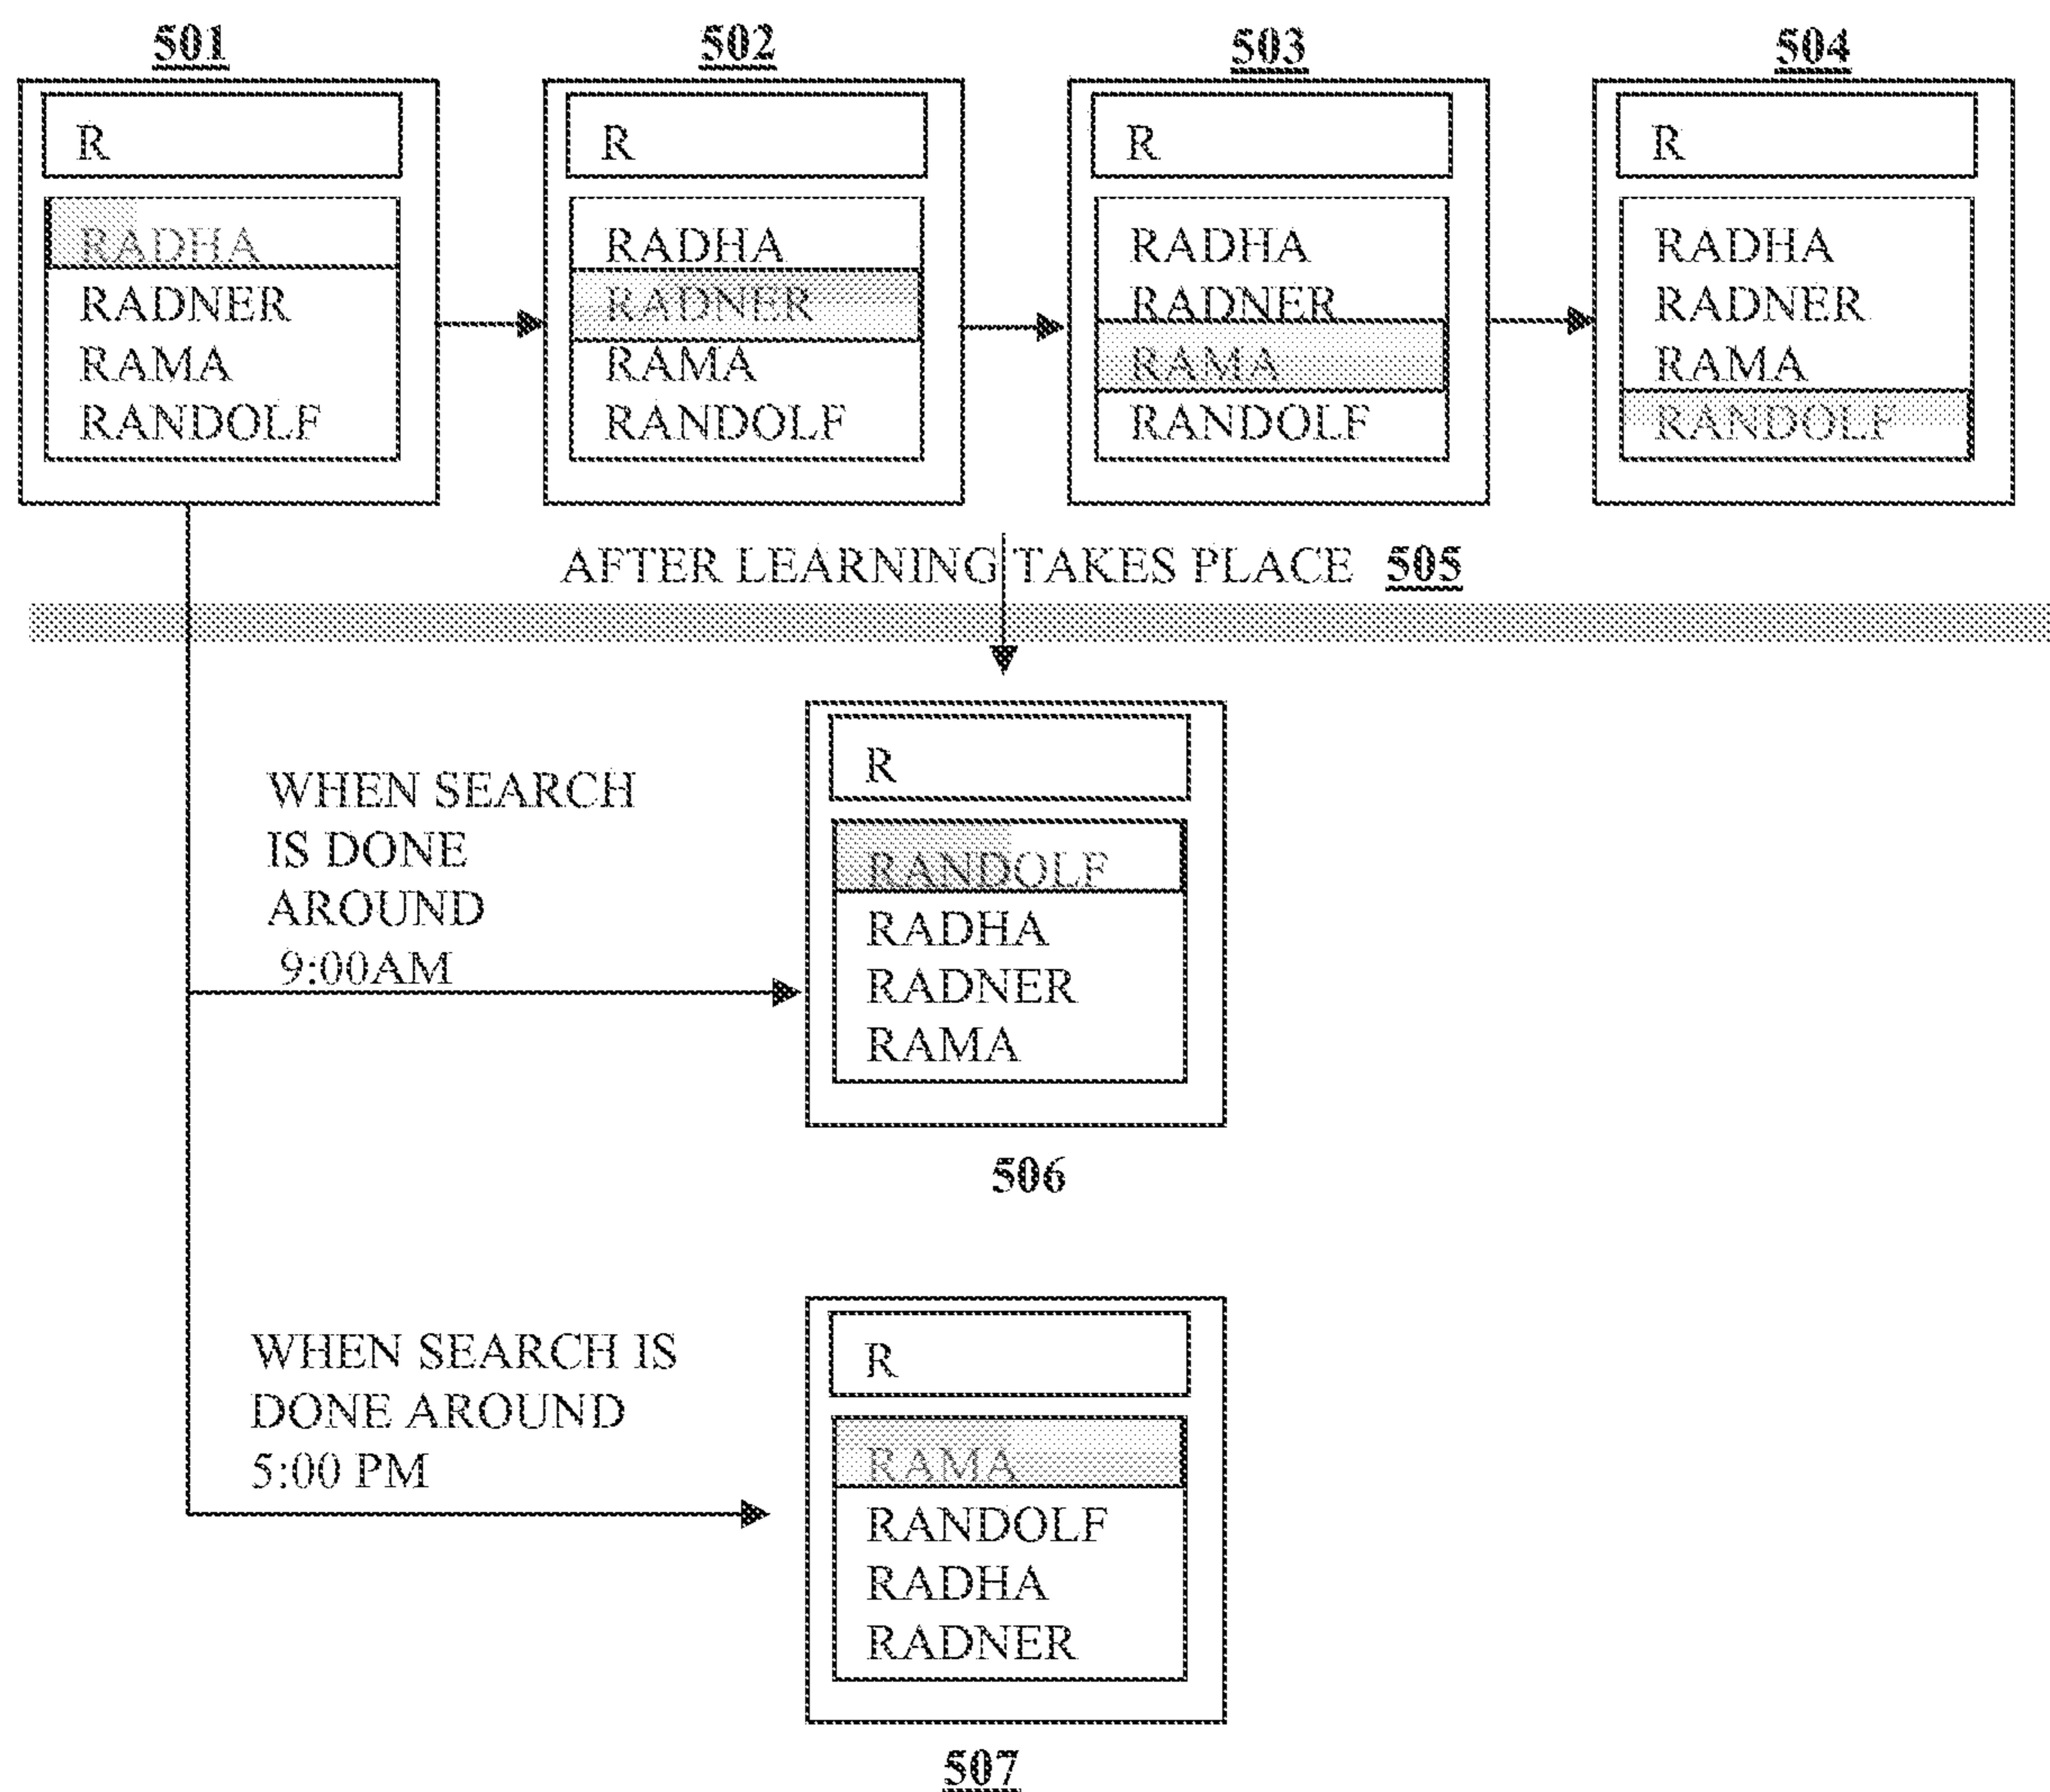 501
R
RADHA
RADNER
RAMA
RANDOLF
502
R
RADHA
RADNER
RAMA
RANDOLF
503
R
RADHA
RADNER
RAMA
RANDOLF
504
R
RADHA
RADNER
RAMA
RANDOLF
AFTER LEARNING TAKES PLACE 505
WHEN SEARCH
IS DONE
AROUND
9:00AM
R
RANDOLF
RADHA
RADNER
RAMA
506
WHEN SEARCH IS
DONE AROUND
5:00 PM
R
RAMA
RANDOLF
RADHA
RADNER
507